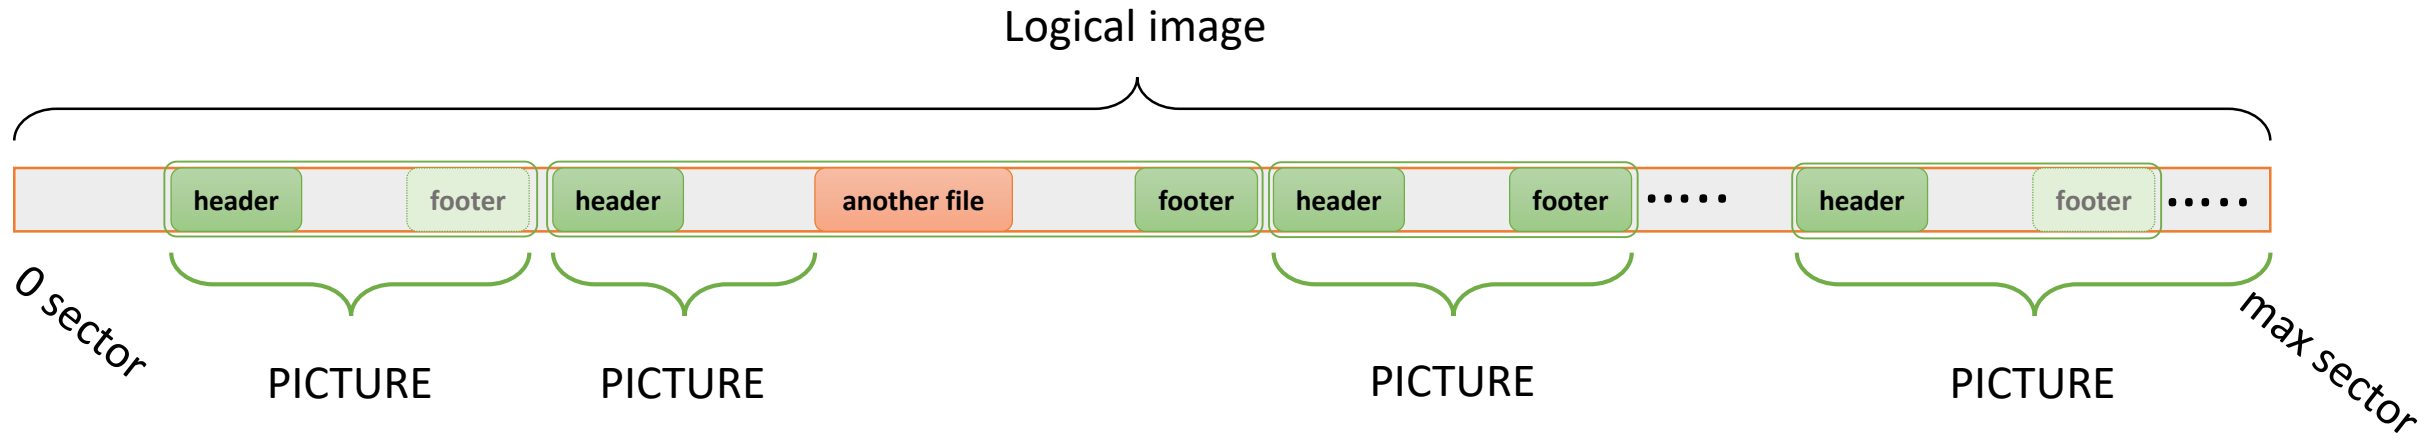 Logical image
header footer header another file footer header footer ..... header footer .....
0 sector
max sector
PICTURE PICTURE PICTURE PICTURE